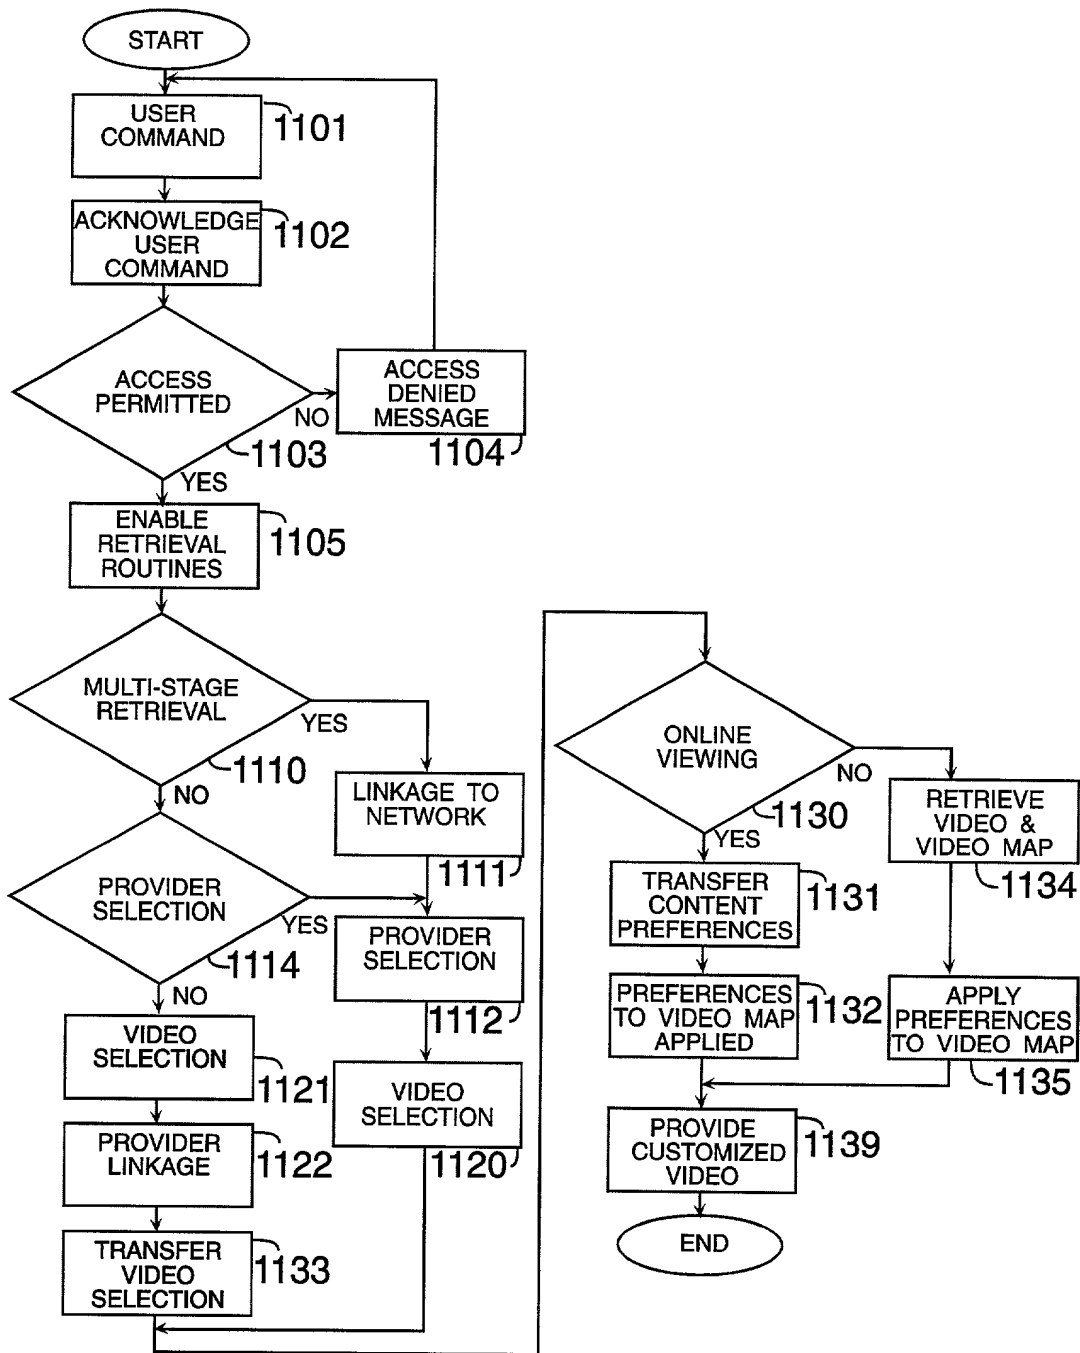 START
USER
COMMAND
1101
ACKNOWLEDGE
USER
COMMAND
1102
ACCESS
PERMITTED
1103
NO
ACCESS
DENIED
MESSAGE
1104
YES
ENABLE
RETRIEVAL
ROUTINES
1105
MULTI-STAGE
RETRIEVAL
1110
YES
LINKAGE TO
NETWORK
1111
NO
PROVIDER
SELECTION
1114
YES
PROVIDER
SELECTION
1112
NO
VIDEO
SELECTION
1121
VIDEO
SELECTION
1120
PROVIDER
LINKAGE
1122
TRANSFER
VIDEO
SELECTION
1133
ONLINE
VIEWING
1130
NO
RETRIEVE
VIDEO &
VIDEO MAP
1134
YES
TRANSFER
CONTENT
PREFERENCES
1131
PREFERENCES
TO VIDEO MAP
APPLIED
1132
APPLY
PREFERENCES
TO VIDEO MAP
1135
PROVIDE
CUSTOMIZED
VIDEO
1139
END